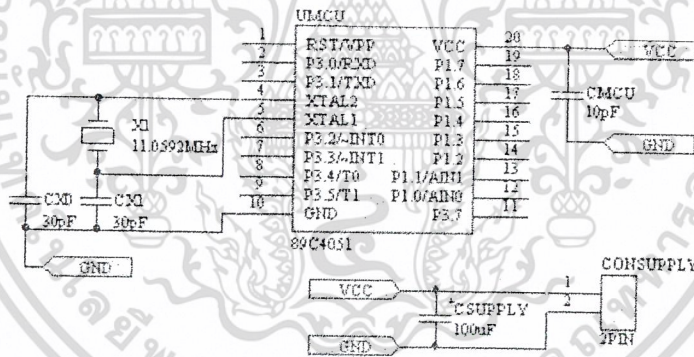 UMCU
1 RST/VPP VCC 20
2 P3.0/RXD P1.7 19
3 P3.1/TXD P1.6 18
4 XTAL2 P1.5 17
5 XTAL1 P1.4 16
6 P3.2/~INT0 P1.3 15
7 P3.3/~INT1 P1.2 14
8 P3.4/T0 P1.1/AIN1 13
9 P3.5/T1 P1.0/AIN0 12
10 GND P3.7 11
89C4051
X1
11.0592MHz
CX0
30pF
CX1
30pF
GND
VCC
CMCU
10pF
GND
CONSUPPLY
VCC
1
2
CSUPPLY
100uF
GND
2PIN